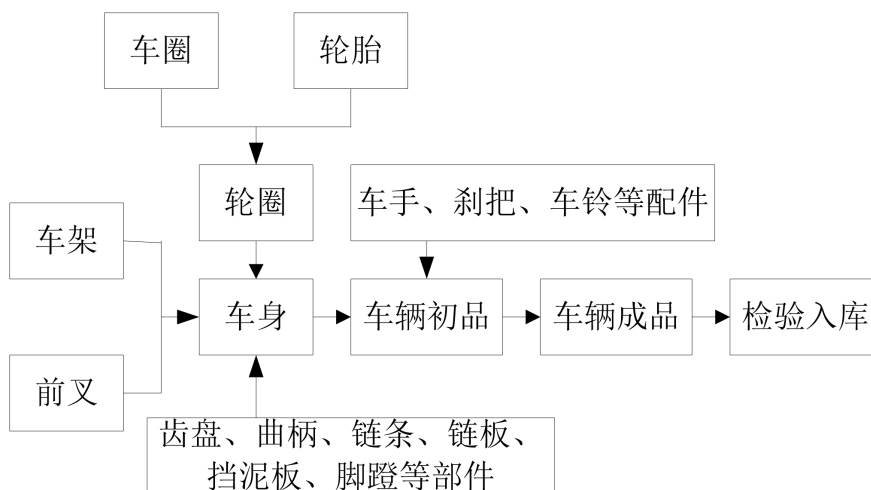 车圈
轮胎
轮圈
车手、刹把、车铃等配件
车架
车身
车辆初品
车辆成品
检验入库
前叉
齿盘、曲柄、链条、链板、
挡泥板、脚蹬等部件